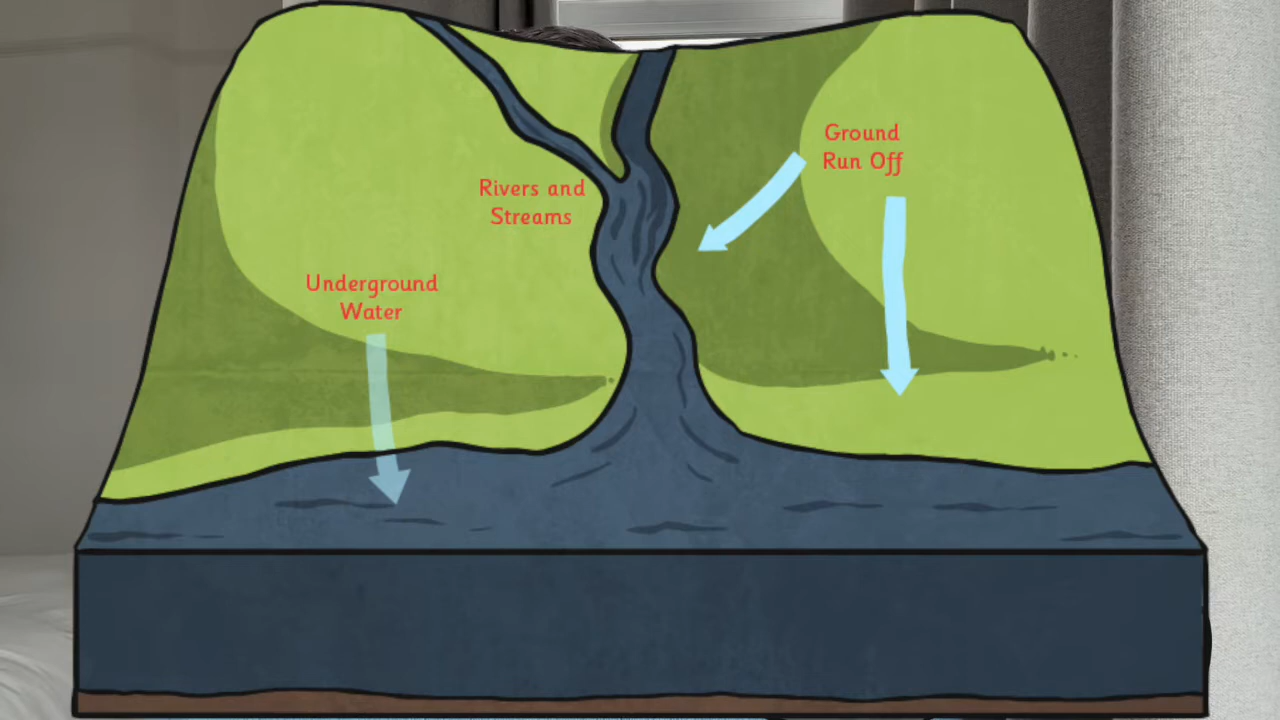 Ground
Run Off
Rivers and
Streams
Underground
Water